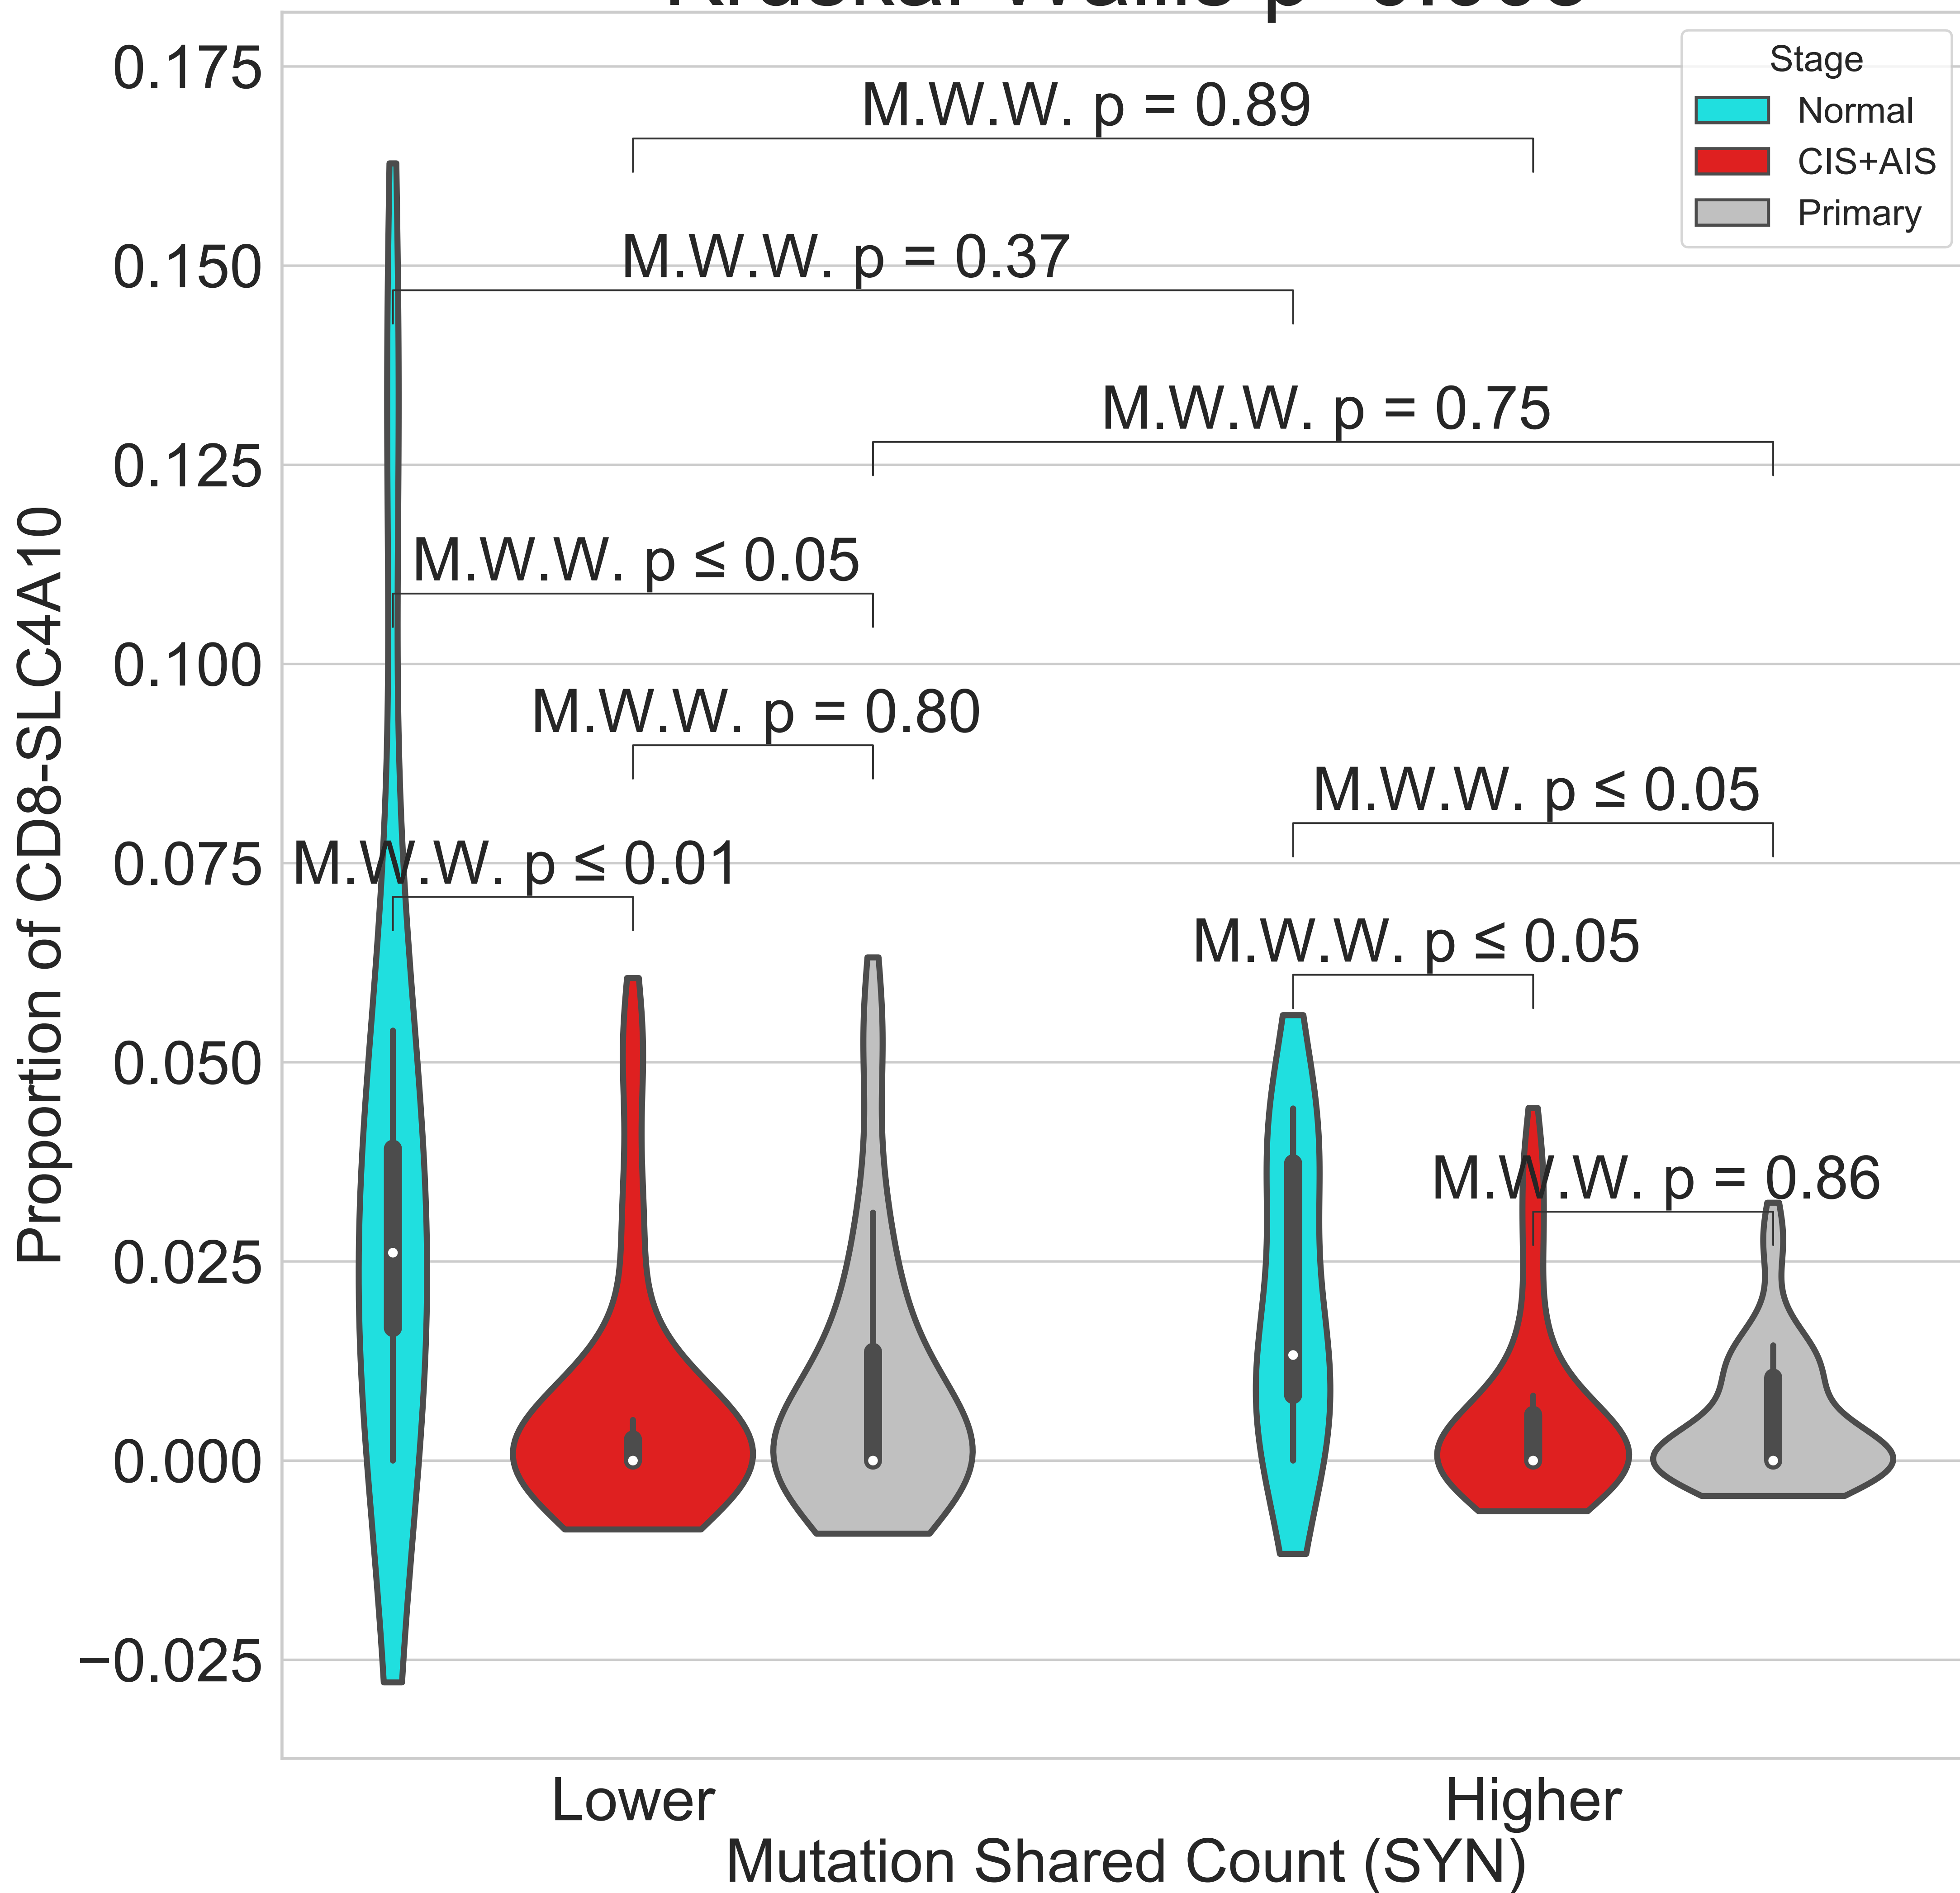 Stage
Normal
CIS+AIS
Primary
0.175
0.150
0.125
0.100
0.075
0.050
0.025
0.000
−0.025
Proportion of CD8-SLC4A10
M.W.W. p = 0.89
M.W.W. p = 0.37
M.W.W. p = 0.75
M.W.W. p ≤ 0.05
M.W.W. p = 0.80
M.W.W. p ≤ 0.05
M.W.W. p ≤ 0.01
M.W.W. p ≤ 0.05
M.W.W. p = 0.86
Lower
Higher
Mutation Shared Count (SYN)